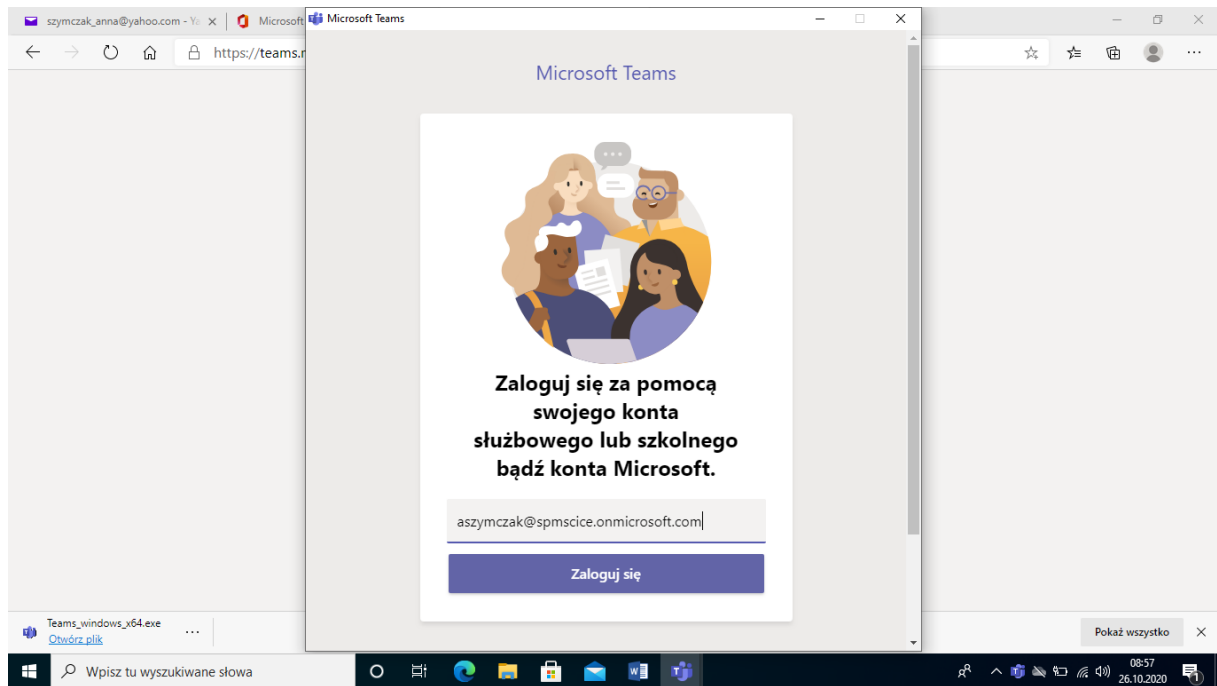 szymczak_anna@yahoo.com - Ya
Microsoft
Microsoft Teams
https://teams.
Microsoft Teams
Zaloguj się za pomocą
swojego konta
służbowego lub szkolnego
bądź konta Microsoft.
aszymczak@spmscice.onmicrosoft.com
Zaloguj się
Teams_windows_x64.exe
Otwórz plik
Pokaż wszystko
Wpisz tu wyszukiwane słowa
08:57
26.10.2020
1